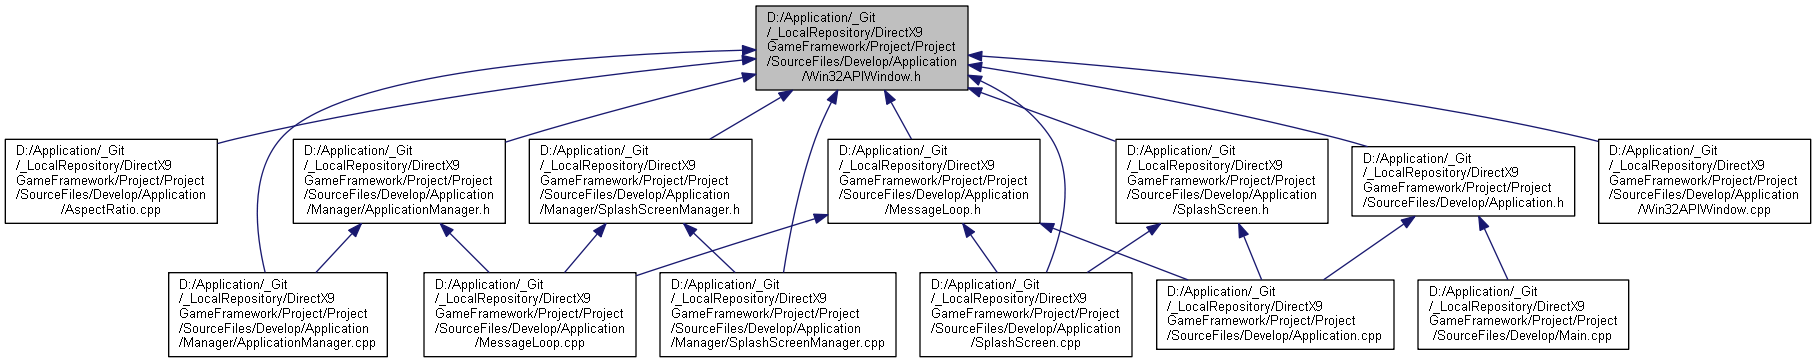 D:/Application/_Git
/_LocalRepository/DirectX9
GameFramework/Project/Project
/SourceFiles/Develop/Application
/Win32APIWindow.h
D:/Application/_Git
/_LocalRepository/DirectX9
GameFramework/Project/Project
/SourceFiles/Develop/Application
/AspectRatio.cpp
D:/Application/_Git
/_LocalRepository/DirectX9
GameFramework/Project/Project
/SourceFiles/Develop/Application
/Manager/ApplicationManager.h
D:/Application/_Git
/_LocalRepository/DirectX9
GameFramework/Project/Project
/SourceFiles/Develop/Application
/Manager/SplashScreenManager.h
D:/Application/_Git
/_LocalRepository/DirectX9
GameFramework/Project/Project
/SourceFiles/Develop/Application
/MessageLoop.h
D:/Application/_Git
/_LocalRepository/DirectX9
GameFramework/Project/Project
/SourceFiles/Develop/Application
/SplashScreen.h
D:/Application/_Git
/_LocalRepository/DirectX9
GameFramework/Project/Project
/SourceFiles/Develop/Application.h
D:/Application/_Git
/_LocalRepository/DirectX9
GameFramework/Project/Project
/SourceFiles/Develop/Application
/Win32APIWindow.cpp
D:/Application/_Git
/_LocalRepository/DirectX9
GameFramework/Project/Project
/SourceFiles/Develop/Application
/Manager/ApplicationManager.cpp
D:/Application/_Git
/_LocalRepository/DirectX9
GameFramework/Project/Project
/SourceFiles/Develop/Application
/MessageLoop.cpp
D:/Application/_Git
/_LocalRepository/DirectX9
GameFramework/Project/Project
/SourceFiles/Develop/Application
/Manager/SplashScreenManager.cpp
D:/Application/_Git
/_LocalRepository/DirectX9
GameFramework/Project/Project
/SourceFiles/Develop/Application
/SplashScreen.cpp
D:/Application/_Git
/_LocalRepository/DirectX9
GameFramework/Project/Project
/SourceFiles/Develop/Application.cpp
D:/Application/_Git
/_LocalRepository/DirectX9
GameFramework/Project/Project
/SourceFiles/Develop/Main.cpp